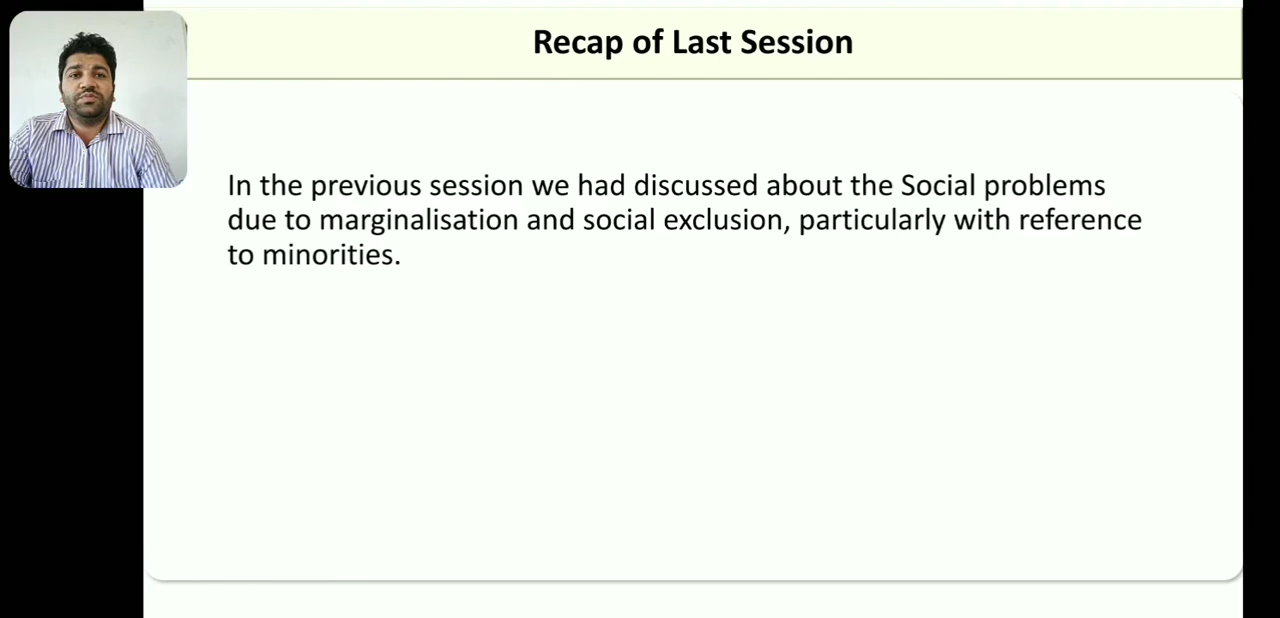 Recap of Last Session
In the previous session we had discussed about the Social problems
due to marginalisation and social exclusion, particularly with reference
to minorities.